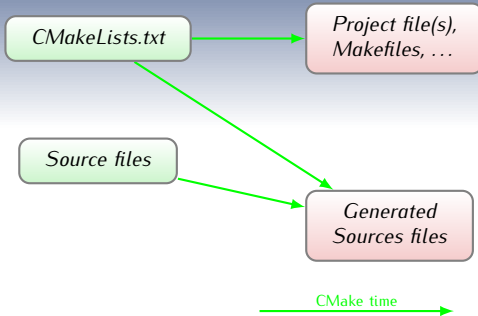 CMakeLists.txt
Project file(s),
Makefiles, ...
Source files
Generated
Sources files
CMake time